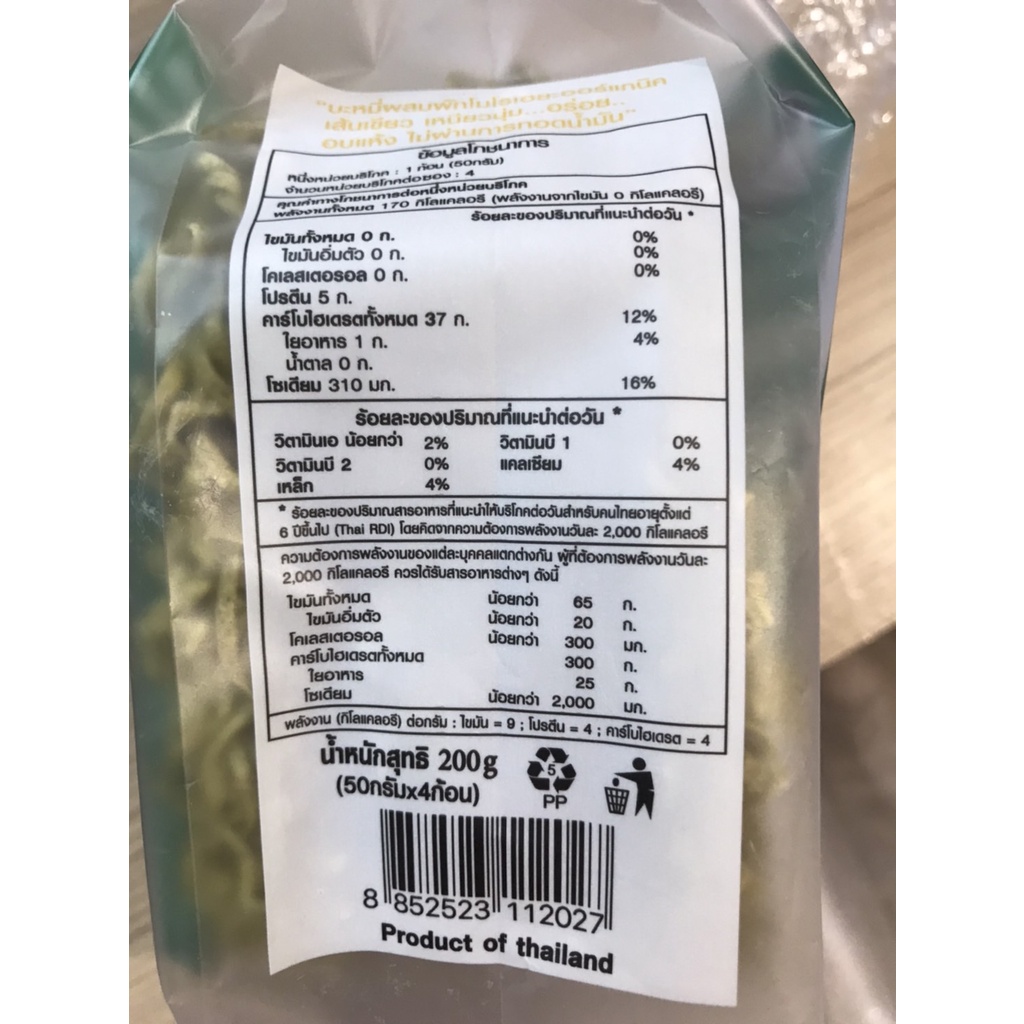 "บะหมี่ผสมผักโมโรเฮยะออร์แกนิค
เส้นเขียว เหนียวนุ่ม...อร่อย..
อบแห้ง ไม่ผ่านการทอดน้ำมัน"
ข้อมูลโภชนาการ
หนึ่งหน่วยบริโภค : 1 ก้อน (50กรัม)
จำนวนหน่วยบริโภคต่อซอง : 4
คุณค่าทางโภชนาการต่อหนึ่งหน่วยบริโภค
พลังงานทั้งหมด 170 กิโลแคลอรี (พลังงานจากไขมัน 0 กิโลแคลอรี)
ร้อยละของปริมาณที่แนะนำต่อวัน *
ไขมันทั้งหมด 0 ก. 0%
ไขมันอิ่มตัว 0 ก. 0%
โคเลสเตอรอล 0 ก. 0%
โปรตีน 5 ก.
คาร์โบไฮเดรตทั้งหมด 37 ก. 12%
ใยอาหาร 1 ก. 4%
น้ำตาล 0 ก.
โซเดียม 310 มก. 16%
ร้อยละของปริมาณที่แนะนำต่อวัน *
วิตามินเอ น้อยกว่า 2% วิตามินบี 1 0%
วิตามินบี 2 0% แคลเซียม 4%
เหล็ก 4%
* ร้อยละของปริมาณสารอาหารที่แนะนำให้บริโภคต่อวันสำหรับคนไทยอายุตั้งแต่
6 ปีขึ้นไป (Thai RDI) โดยคิดจากความต้องการพลังงานวันละ 2,000 กิโลแคลอรี
ความต้องการพลังงานของแต่ละบุคคลแตกต่างกัน ผู้ที่ต้องการพลังงานวันละ
2,000 กิโลแคลอรี ควรได้รับสารอาหารต่างๆ ดังนี้
ไขมันทั้งหมด น้อยกว่า 65 ก.
ไขมันอิ่มตัว น้อยกว่า 20 ก.
โคเลสเตอรอล น้อยกว่า 300 มก.
คาร์โบไฮเดรตทั้งหมด 300 ก.
ใยอาหาร 25 ก.
โซเดียม น้อยกว่า 2,000 มก.
พลังงาน (กิโลแคลอรี) ต่อกรัม : ไขมัน = 9 ; โปรตีน = 4 ; คาร์โบไฮเดรต = 4
น้ำหนักสุทธิ 200g
(50กรัมx4ก้อน)
5
PP
8 852523 112027
Product of thailand